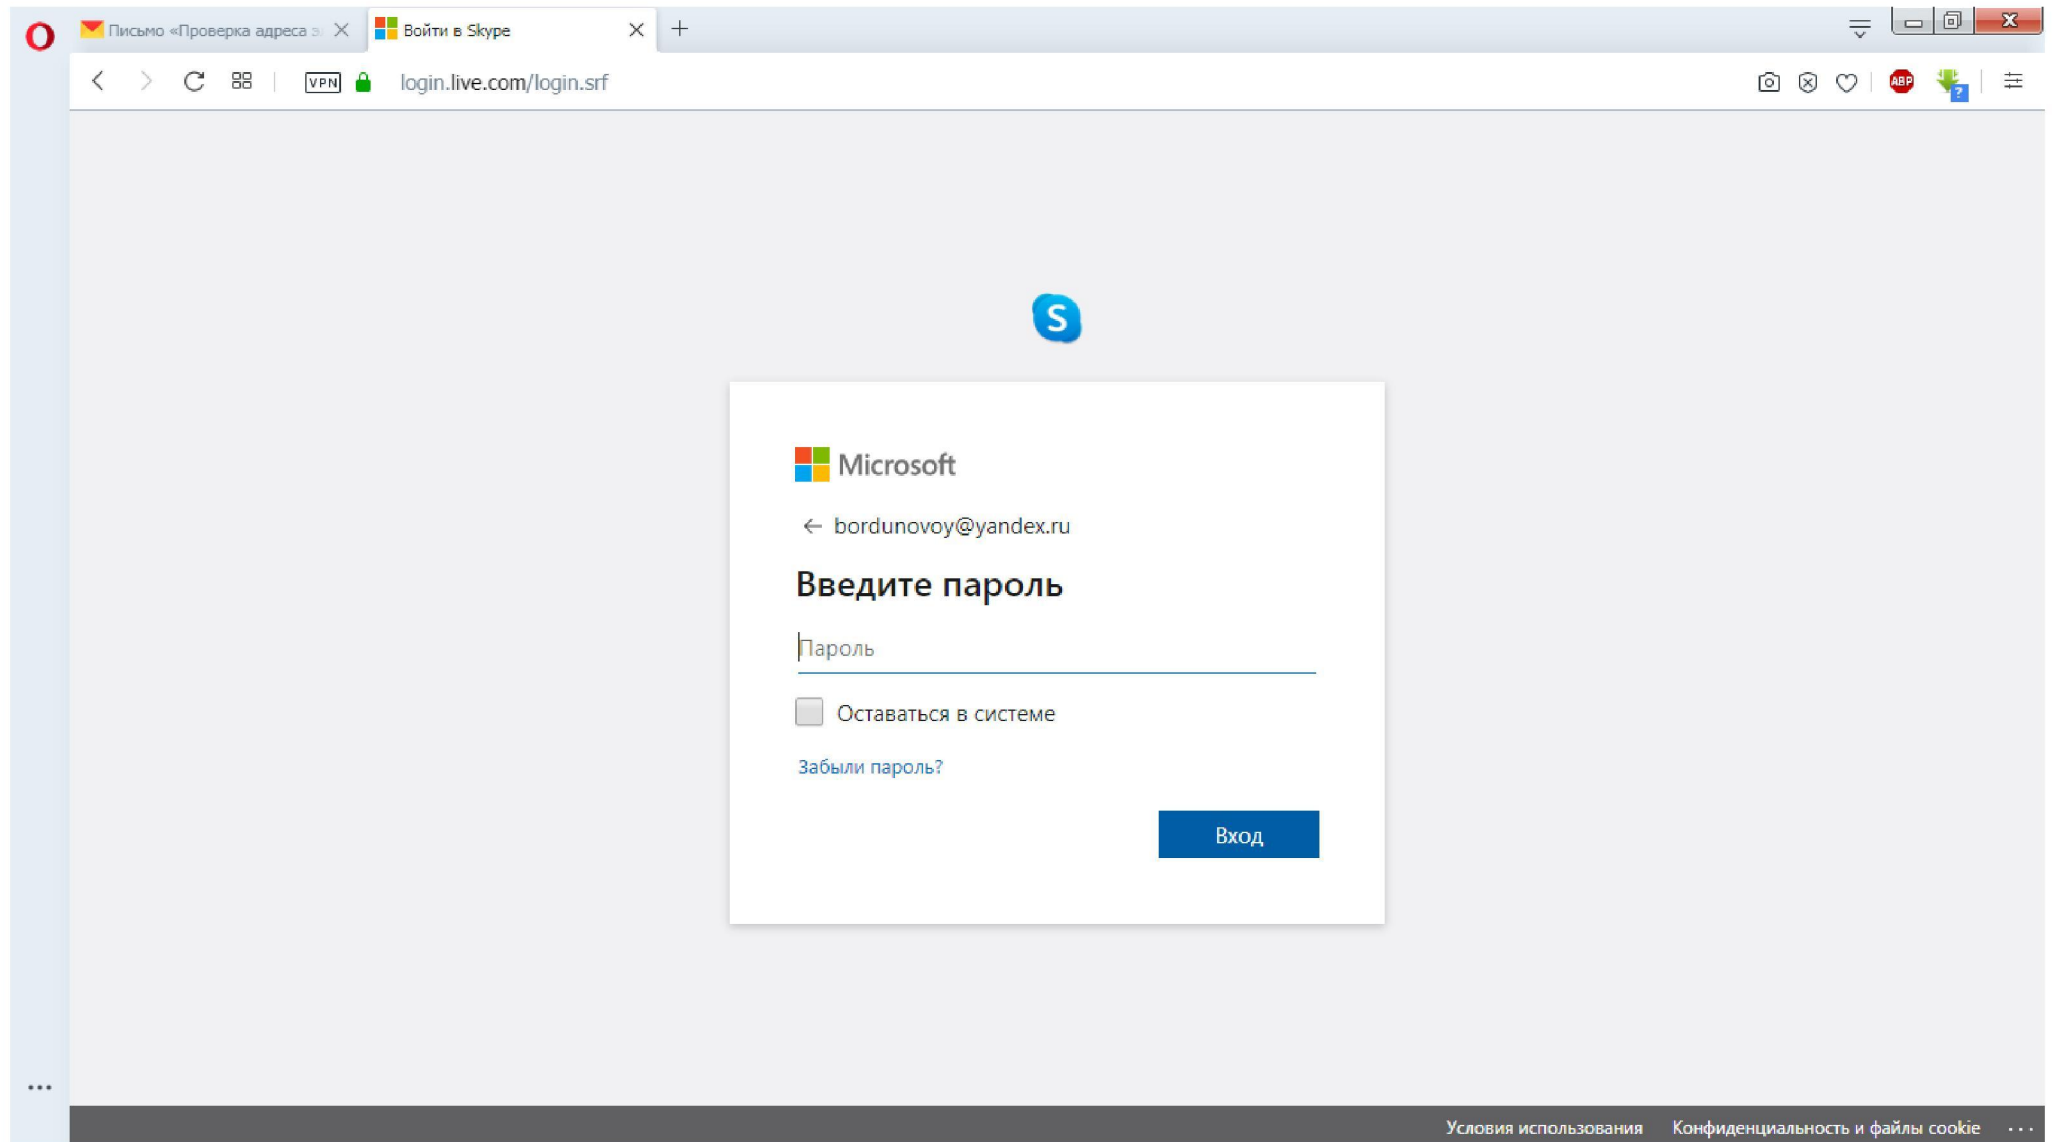 Письмо «Проверка адреса э
Войти в Skype
VPN
login.live.com/login.srf
ABP
?
S
Microsoft
bordunovoy@yandex.ru
Введите пароль
Пароль
Оставаться в системе
Забыли пароль?
Вход
Условия использования Конфиденциальность и файлы cookie